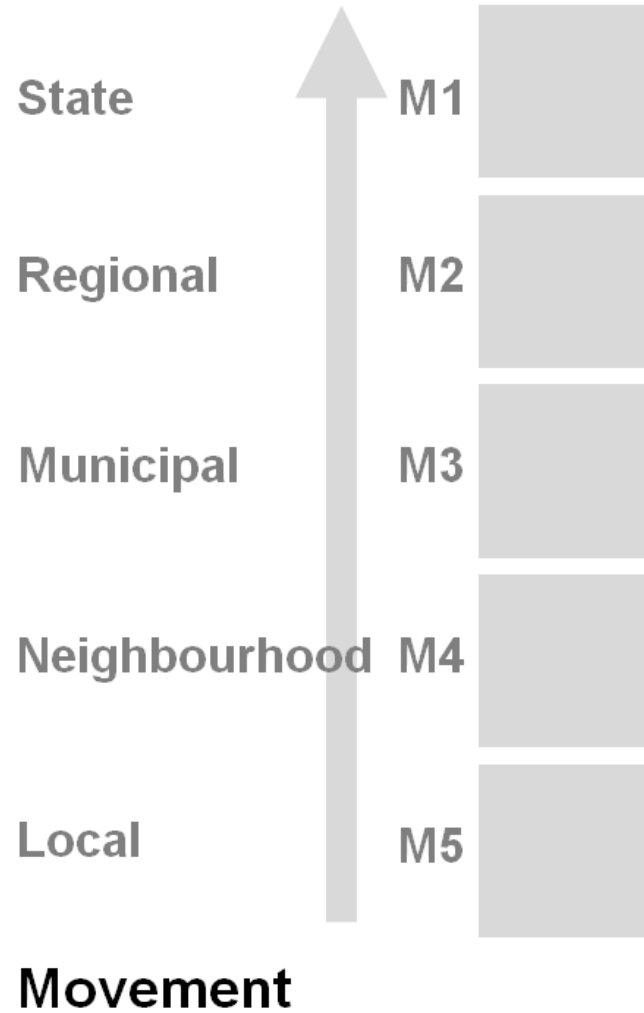 State M1
Regional M2
Municipal M3
Neighbourhood M4
Local M5
Movement